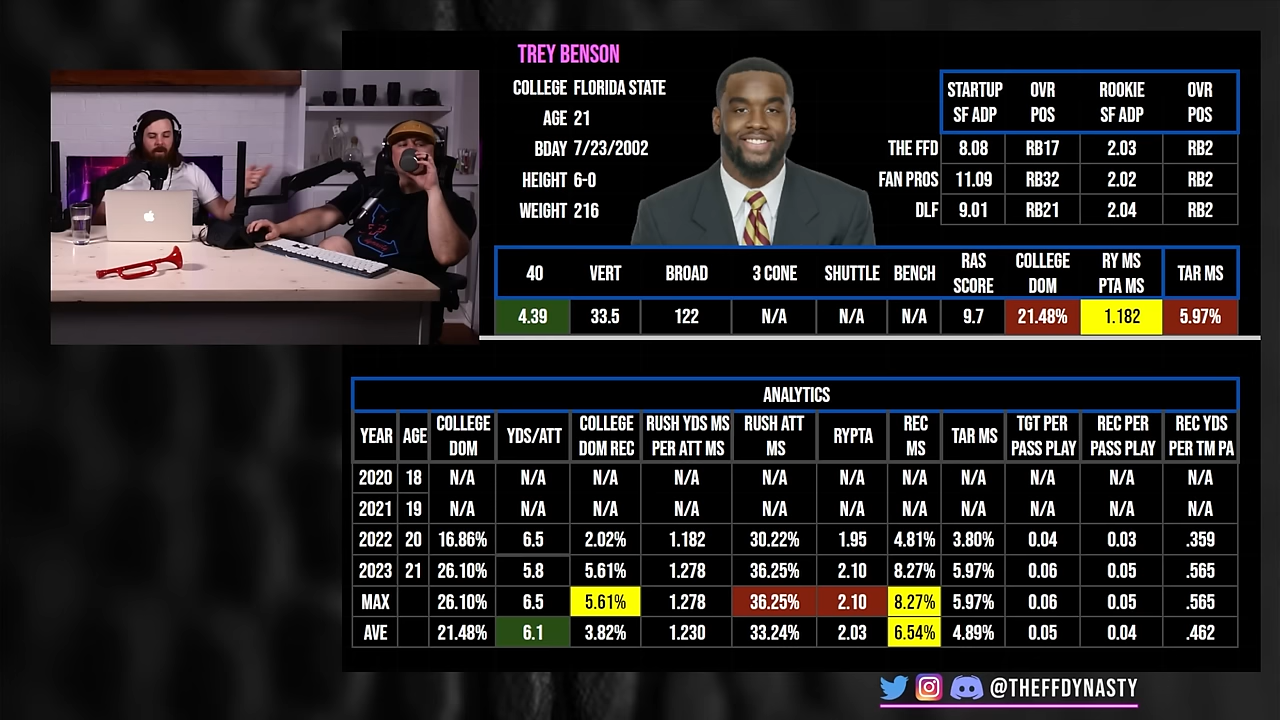 TREY BENSON
COLLEGE FLORIDA STATE
AGE 21
BDAY 7/23/2002
HEIGHT 6-0
WEIGHT 216
STARTUP SF ADP OVR POS ROOKIE SF ADP OVR POS
THE FFD 8.08 RB17 2.03 RB2
FAN PROS 11.09 RB32 2.02 RB2
DLF 9.01 RB21 2.04 RB2
40 VERT BROAD 3 CONE SHUTTLE BENCH RAS SCORE COLLEGE DOM RY MS PTA MS TAR MS
4.39 33.5 122 N/A N/A N/A 9.7 21.48% 1.182 5.97%
ANALYTICS
YEAR AGE COLLEGE DOM YDS/ATT COLLEGE DOM REC RUSH YDS MS PER ATT MS RUSH ATT MS RYPTA REC MS TAR MS TGT PER PASS PLAY REC PER PASS PLAY REC YDS PER TM PA
2020 18 N/A N/A N/A N/A N/A N/A N/A N/A N/A N/A N/A
2021 19 N/A N/A N/A N/A N/A N/A N/A N/A N/A N/A N/A
2022 20 16.86% 6.5 2.02% 1.182 30.22% 1.95 4.81% 3.80% 0.04 0.03 .359
2023 21 26.10% 5.8 5.61% 1.278 36.25% 2.10 8.27% 5.97% 0.06 0.05 .565
MAX 26.10% 6.5 5.61% 1.278 36.25% 2.10 8.27% 5.97% 0.06 0.05 .565
AVE 21.48% 6.1 3.82% 1.230 33.24% 2.03 6.54% 4.89% 0.05 0.04 .462
@THEFFDYNASTY